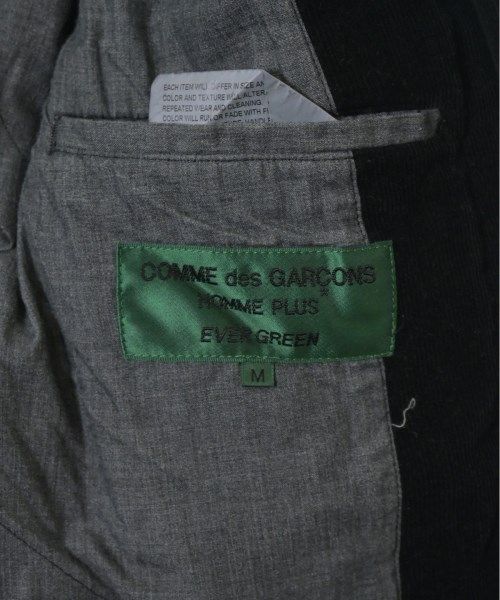 EACH ITEM WILL DIFFER IN SIZE AN
COLOR AND TEXTURE WILL ALTER
REPEATED WEAR AND CLEANING.
COLOR WILL RUN OR FADE WITH
COMME des GARÇONS
HOMME PLUS
EVER GREEN
M